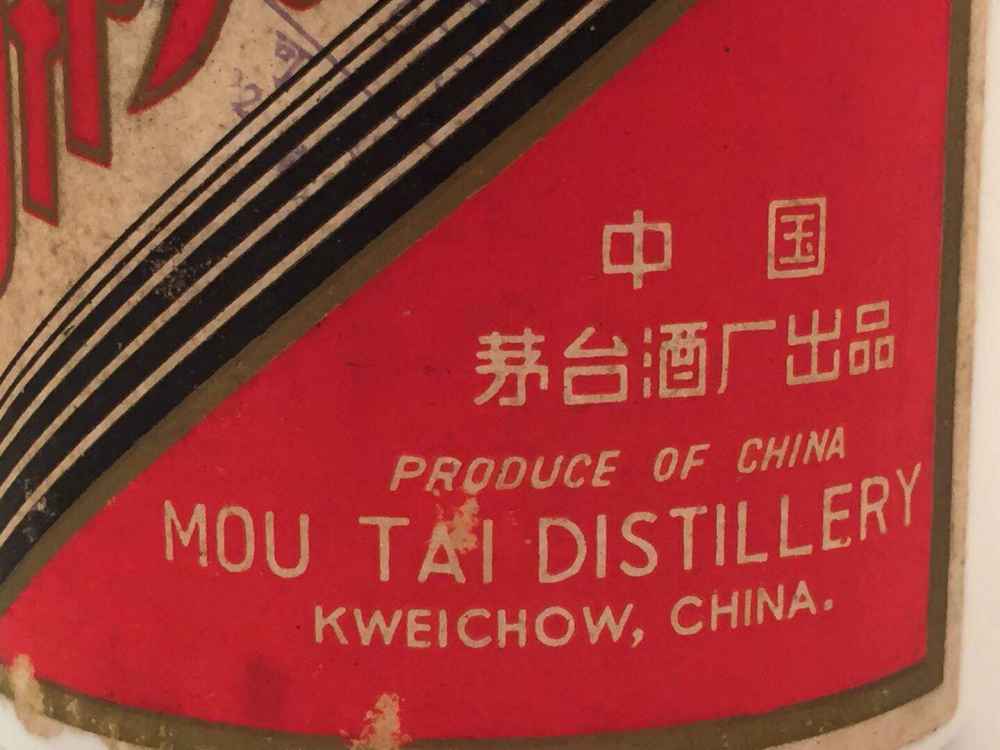 中 国
茅台酒厂出品
PRODUCE OF CHINA
MOU TAI DISTILLERY
KWEICHOW, CHINA.